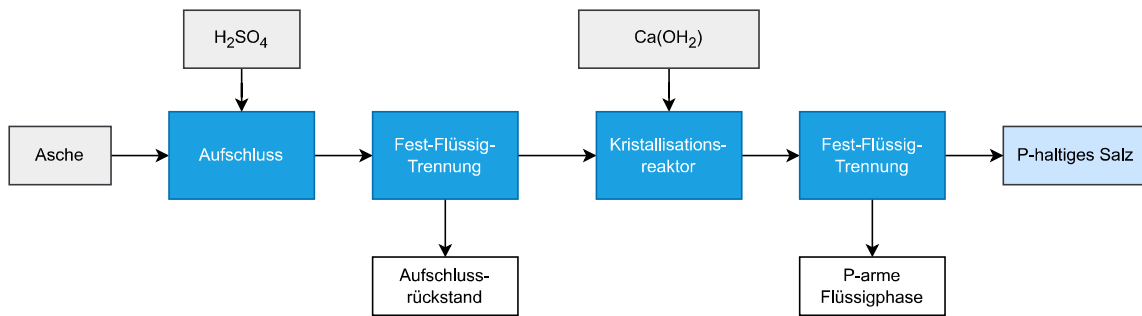 H₂SO₄
Ca(OH₂)
Asche
Aufschluss
Fest-Flüssig-
Trennung
Kristallisations-
reaktor
Fest-Flüssig-
Trennung
P-haltiges Salz
Aufschluss-
rückstand
P-arme
Flüssigphase